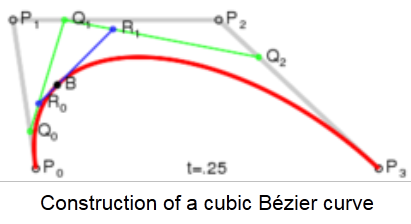 P1 Q1 R1 P2
Q2
B
R0
Q0
P0 t=.25 P3
Construction of a cubic Bézier curve